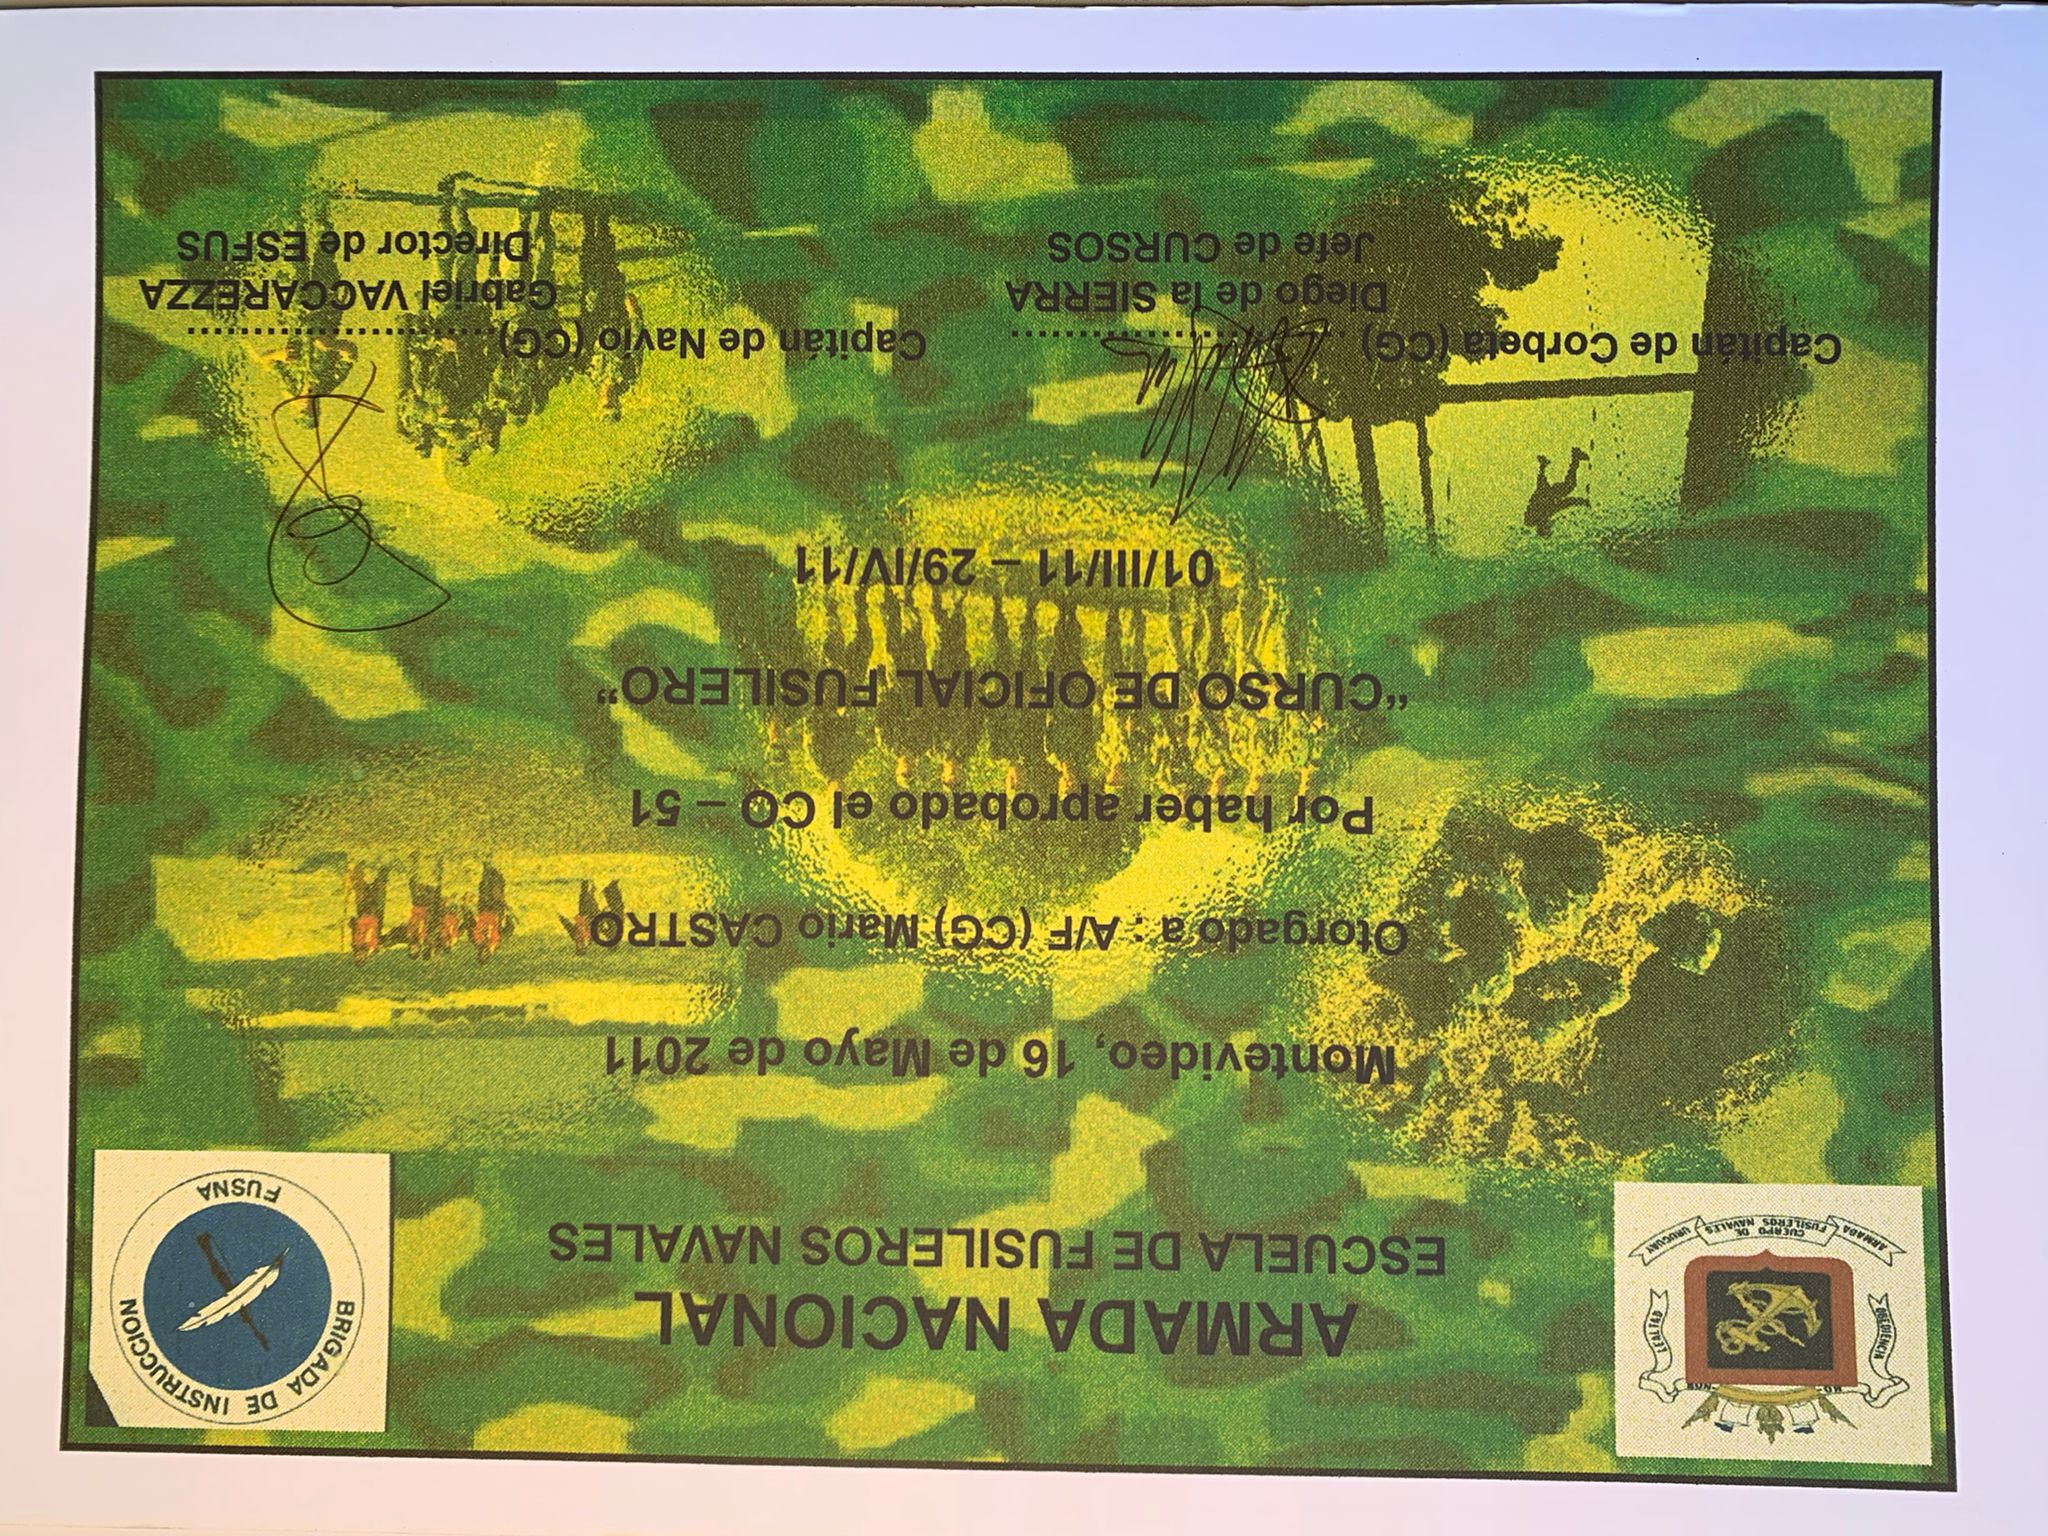 HO- -NOR
OBEDIENCIA
LEALTAD
ARMADA CUERPO DE FUSILEROS NAVALES URUGUAY
BRIGADA DE INSTRUCCION
FUSNA
ARMADA NACIONAL
ESCUELA DE FUSILEROS NAVALES
Montevideo, 16 de Mayo de 2011
Otorgado a : A/F (CG) Mario CASTRO
Por haber aprobado el CO – 51
“CURSO DE OFICIAL FUSILERO”
01/III/11 – 29/IV/11
Capitán de Corbeta (CG) ........................
Diego de la SIERRA
Jefe de CURSOS
Capitán de Navío (CG)........................
Gabriel VACCAREZZA
Director de ESFUS